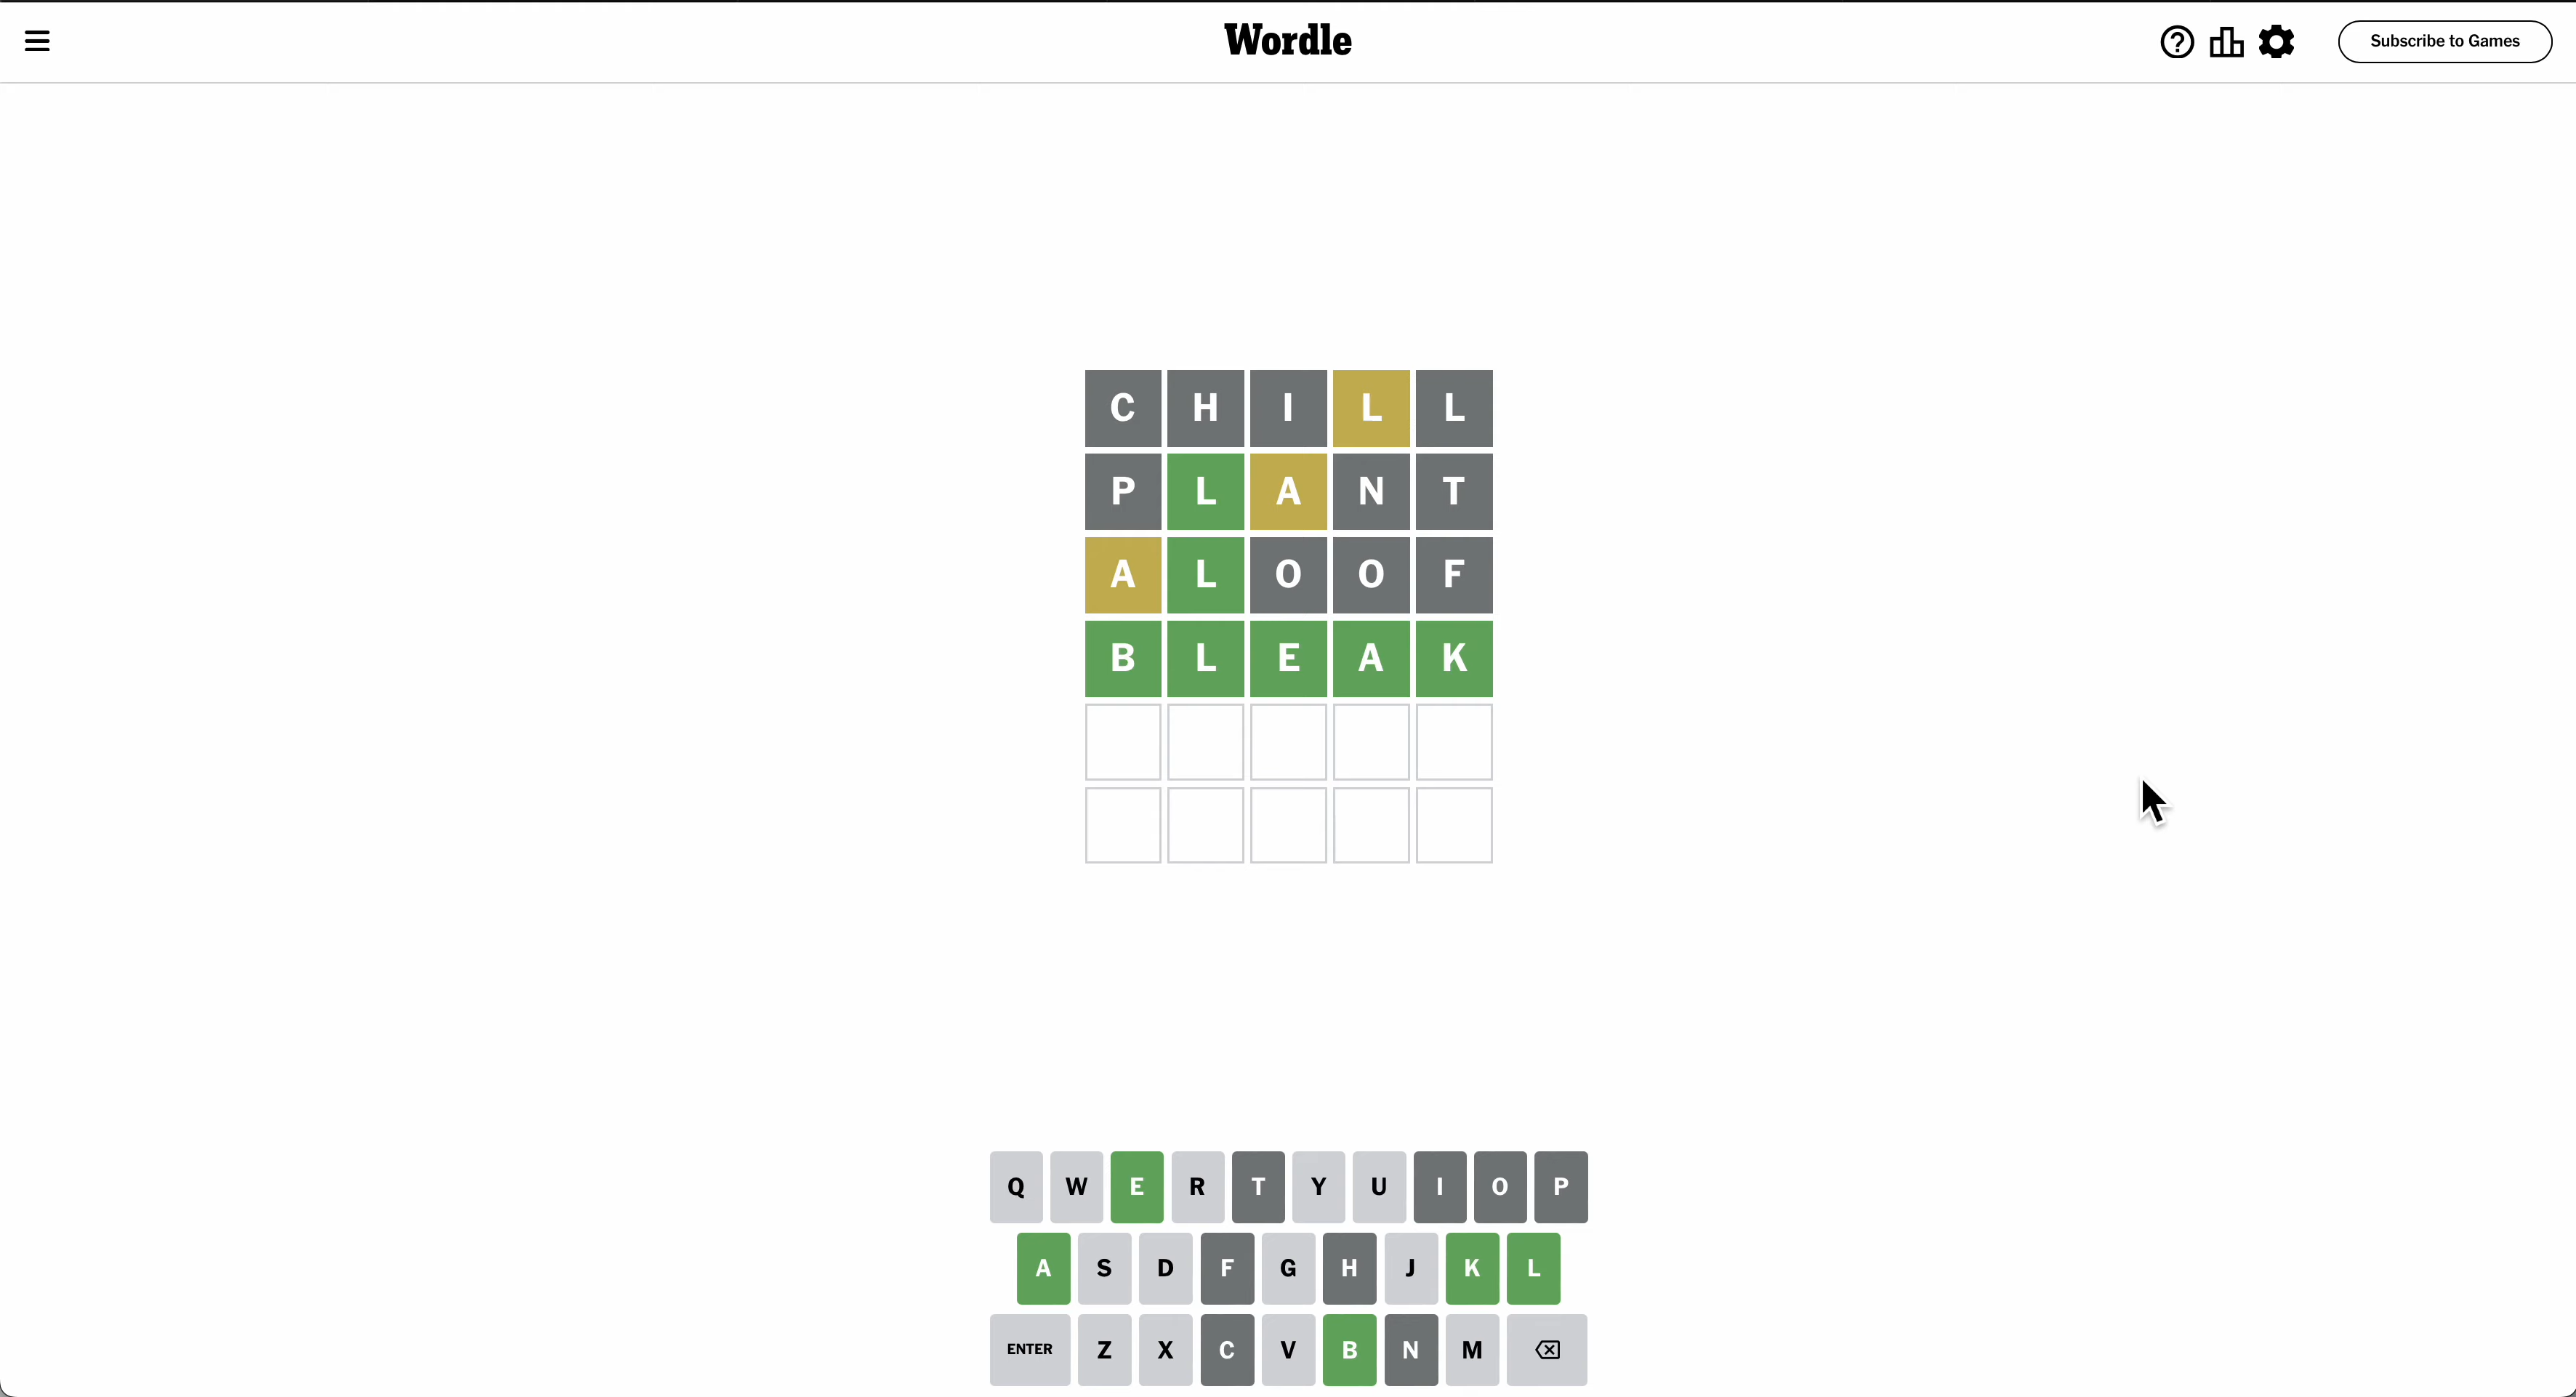 Wordle
Subscribe to Games
C H I L L
P L A N T
A L O O F
B L E A K
Q W E R T Y U I O P
A S D F G H J K L
ENTER Z X C V B N M